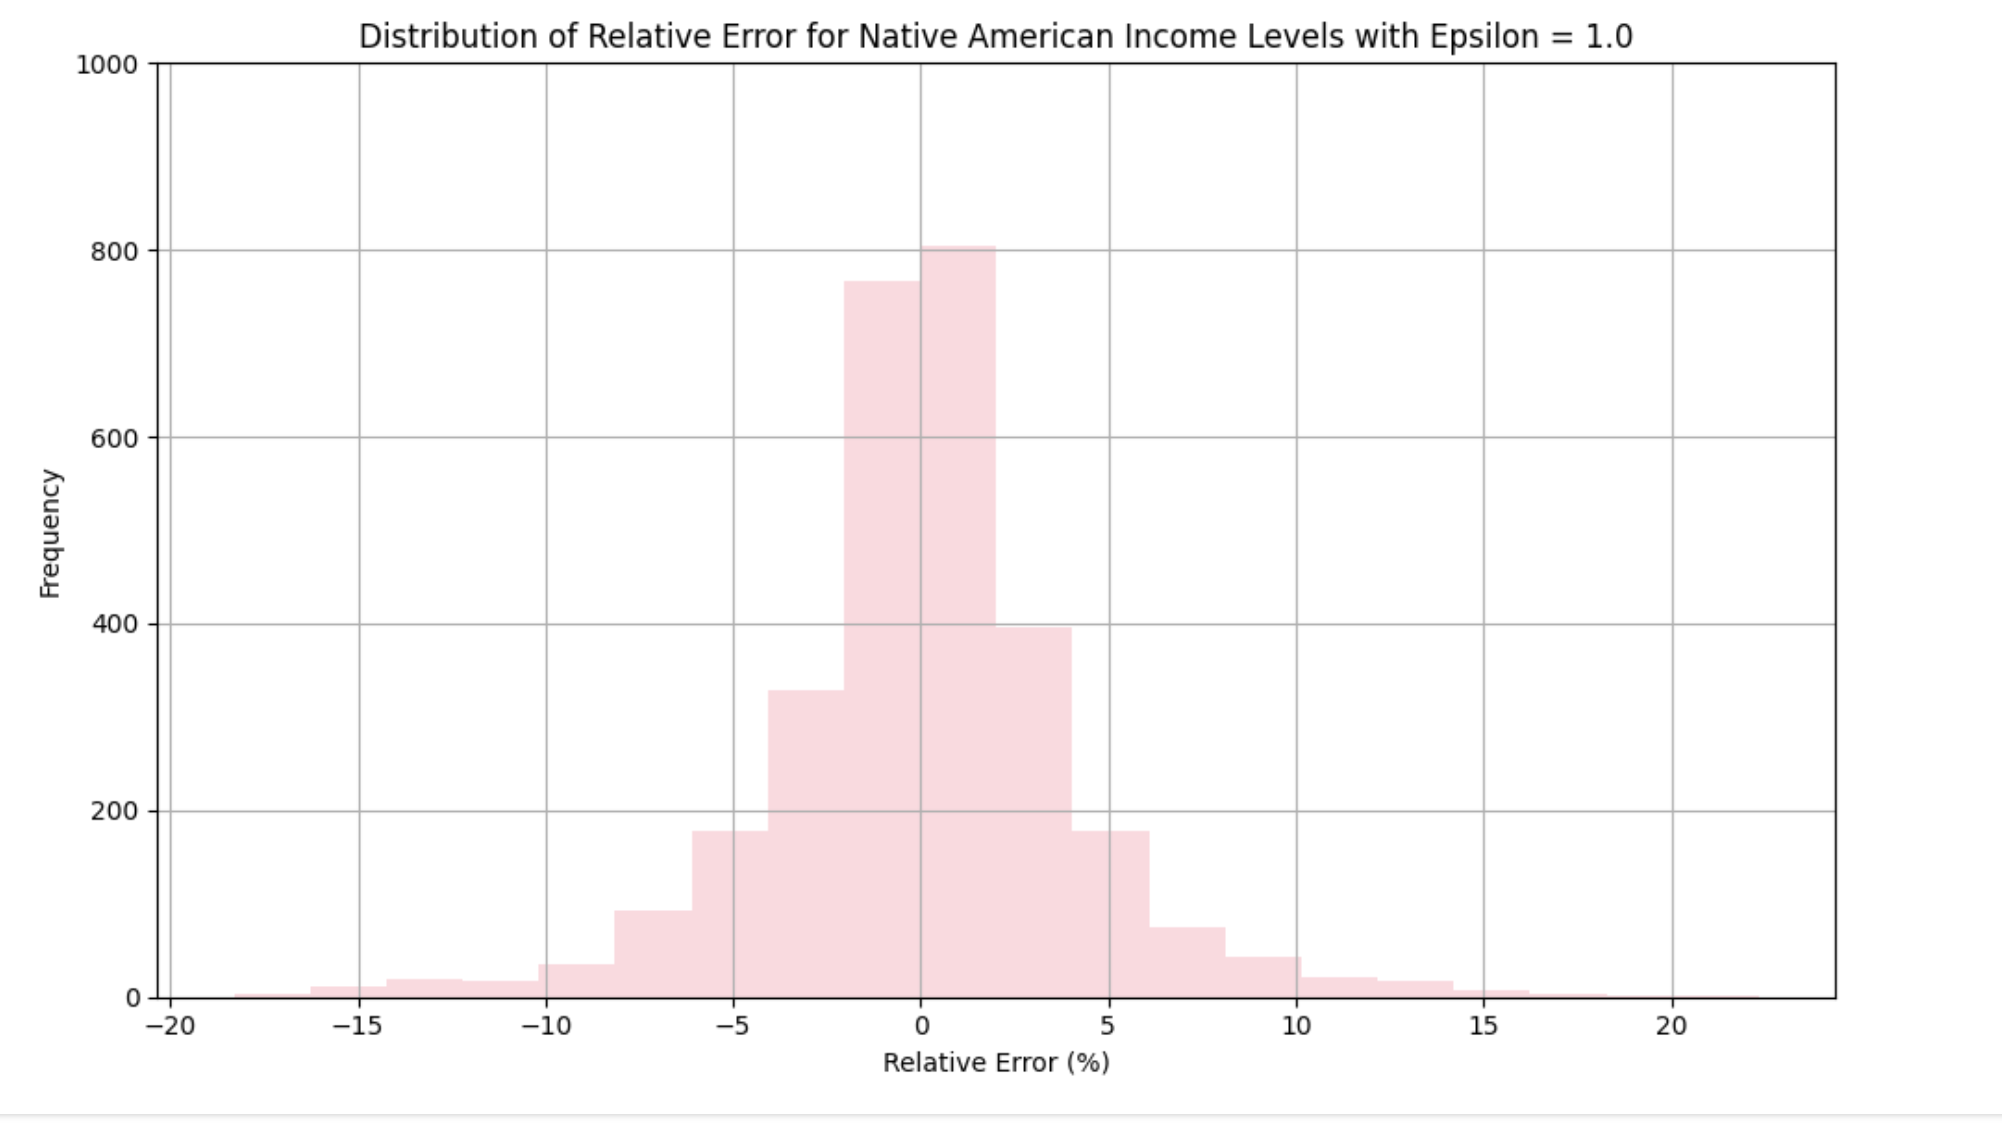 Distribution of Relative Error for Native American Income Levels with Epsilon = 1.0
1000
800
600
400
200
0
Frequency
−20 −15 −10 −5 0 5 10 15 20
Relative Error (%)